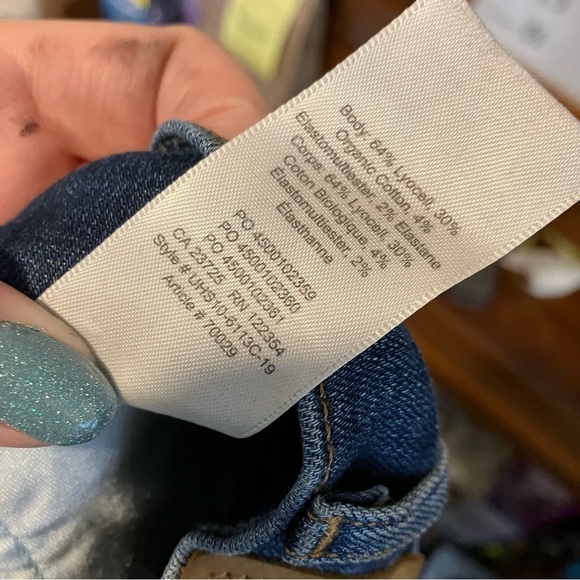 Body: 64% Lyocell, 30%
Organic Cotton, 4%
Elastomultiester, 2% Elastane
Corps: 64% Lyocell, 30%
Coton Biologique, 4%
Elastomultiester, 2%
Élasthanne
PO 4500102359
PO 4500102360
PO 4500102361
CA 23725 RN 122354
Style # UHS10-6113C-19
Article # 70029